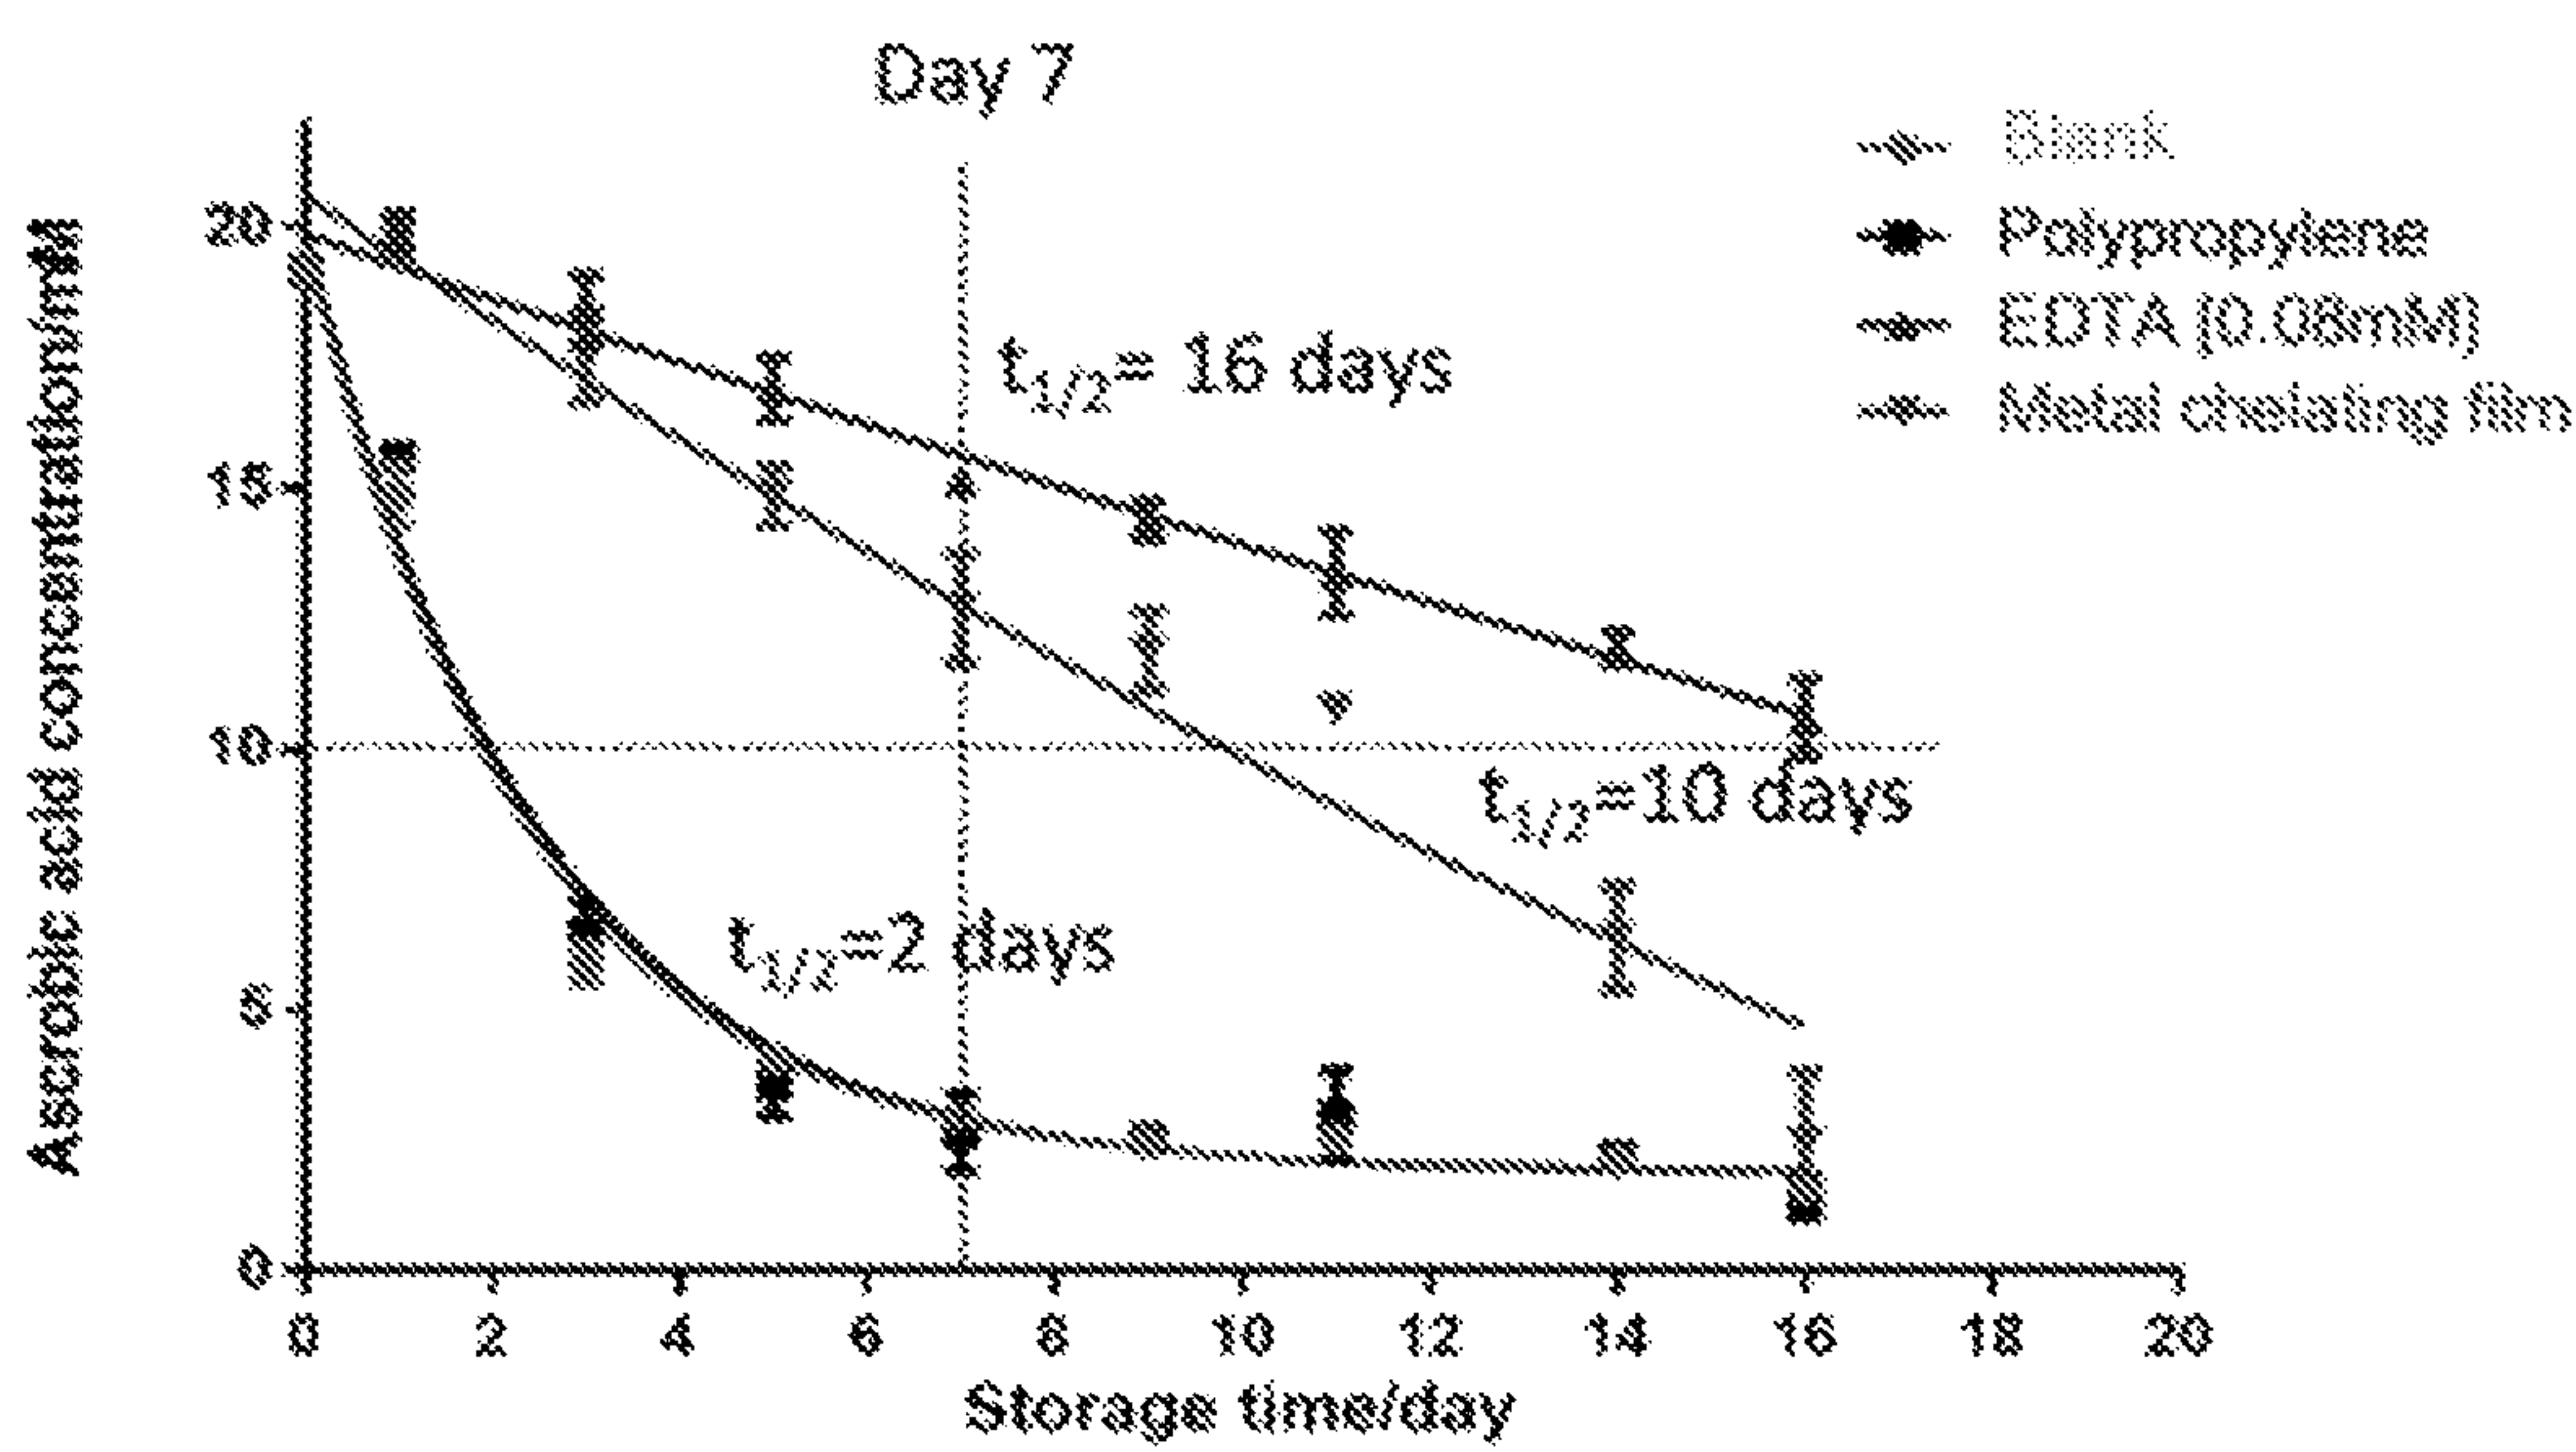 Day 7
Blank
Polypropylene
EDTA (0.08mM)
Metal chelating film
Ascrobic acid concentration/mM
20
15
10
5
0
t1/2= 16 days
t1/2=10 days
t1/2=2 days
0 2 4 6 8 10 12 14 16 18 20
Storage time/day